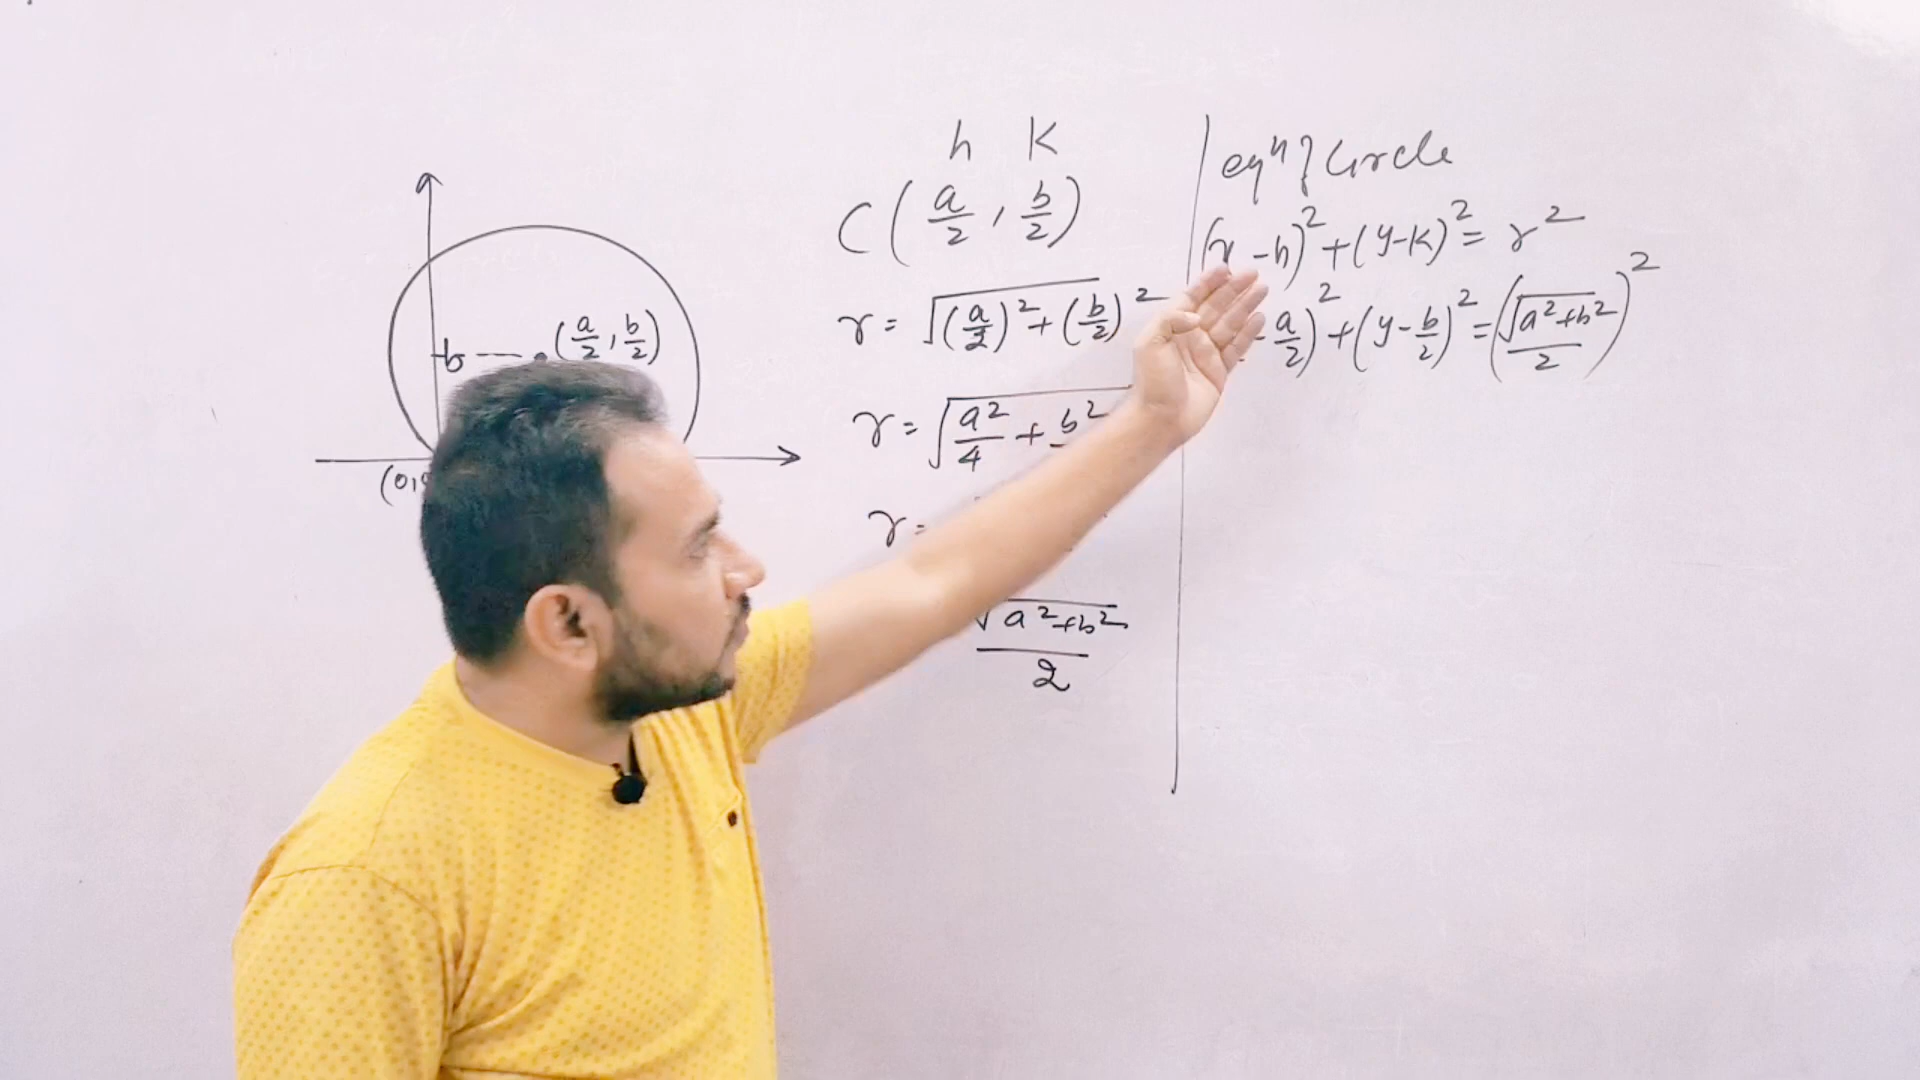 b
(a/2, b/2)
(0,
h k
C(a/2, b/2)
r = √((a/2)² + (b/2)²)
r = √(a²/4 + b²
r =
√(a²+b²)/2
eqⁿ of Circle
(x-h)² + (y-k)² = r²
- a/2)² + (y - b/2)² = (√(a²+b²)/2)²